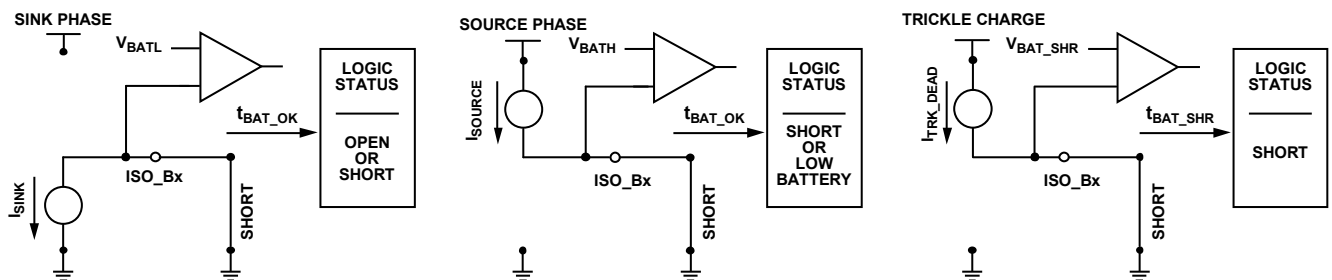 SINK PHASE
VBATL
LOGIC
STATUS
tBAT_OK
OPEN
OR
SHORT
ISO_Bx
ISINK
SHORT
SOURCE PHASE
VBATH
LOGIC
STATUS
ISOURCE
tBAT_OK
SHORT
OR
LOW
BATTERY
ISO_Bx
SHORT
TRICKLE CHARGE
VBAT_SHR
LOGIC
STATUS
ITRK_DEAD
tBAT_SHR
SHORT
ISO_Bx
SHORT